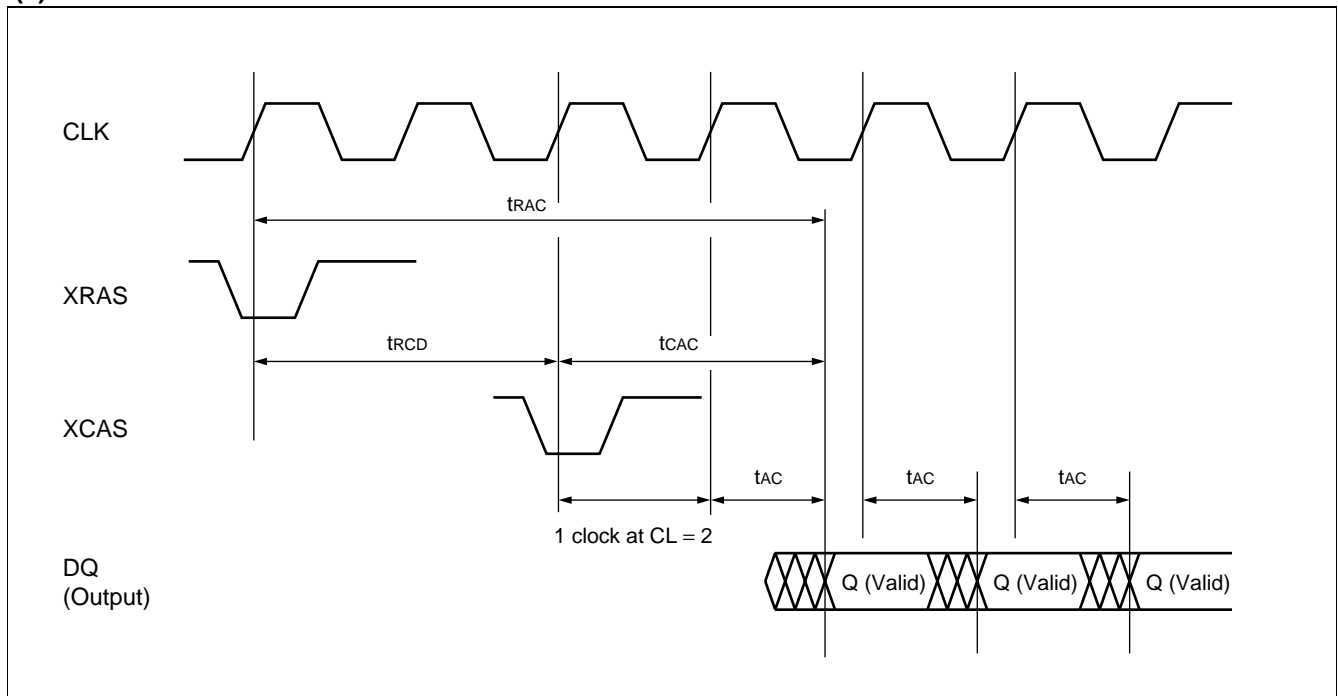 CLK
tRAC
XRAS
tRCD
tCAC
XCAS
tAC
tAC
tAC
1 clock at CL = 2
DQ
(Output)
Q (Valid)
Q (Valid)
Q (Valid)